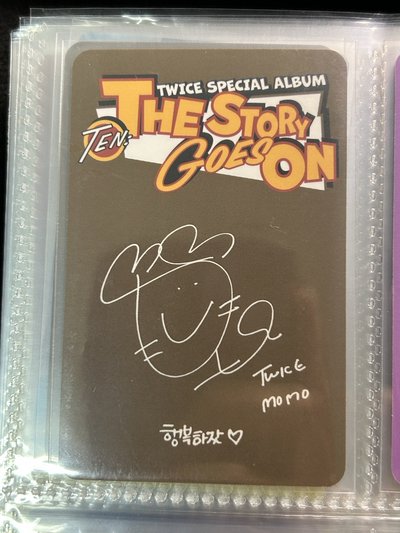 TWICE SPECIAL ALBUM
TEN:
THE STORY
GOES ON
TWICE
MOMO
행복하자♡